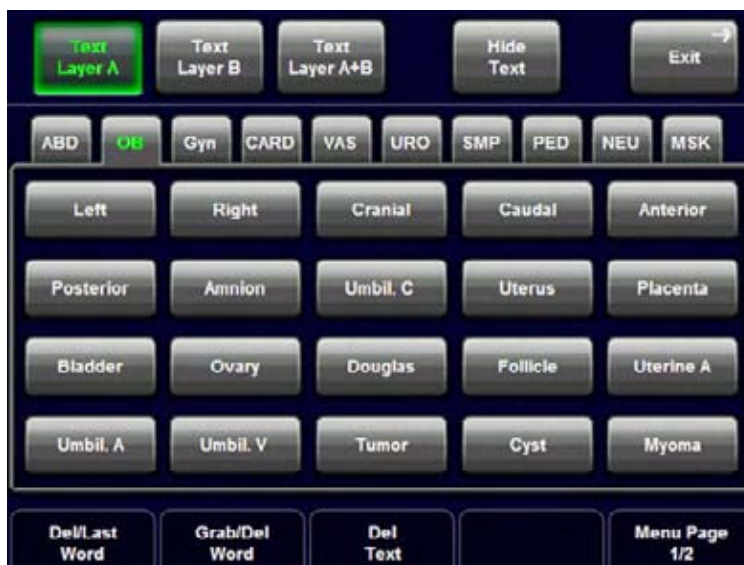 Text Text Text Hide Exit
Layer A Layer B Layer A+B Text
ABD OB Gyn CARD VAS URO SMP PED NEU MSK
Left Right Cranial Caudal Anterior
Posterior Amnion Umbil. C Uterus Placenta
Bladder Ovary Douglas Follicle Uterine A
Umbil. A Umbil. V Tumor Cyst Myoma
Del/Last Grab/Del Del Menu Page
Word Word Text 1/2